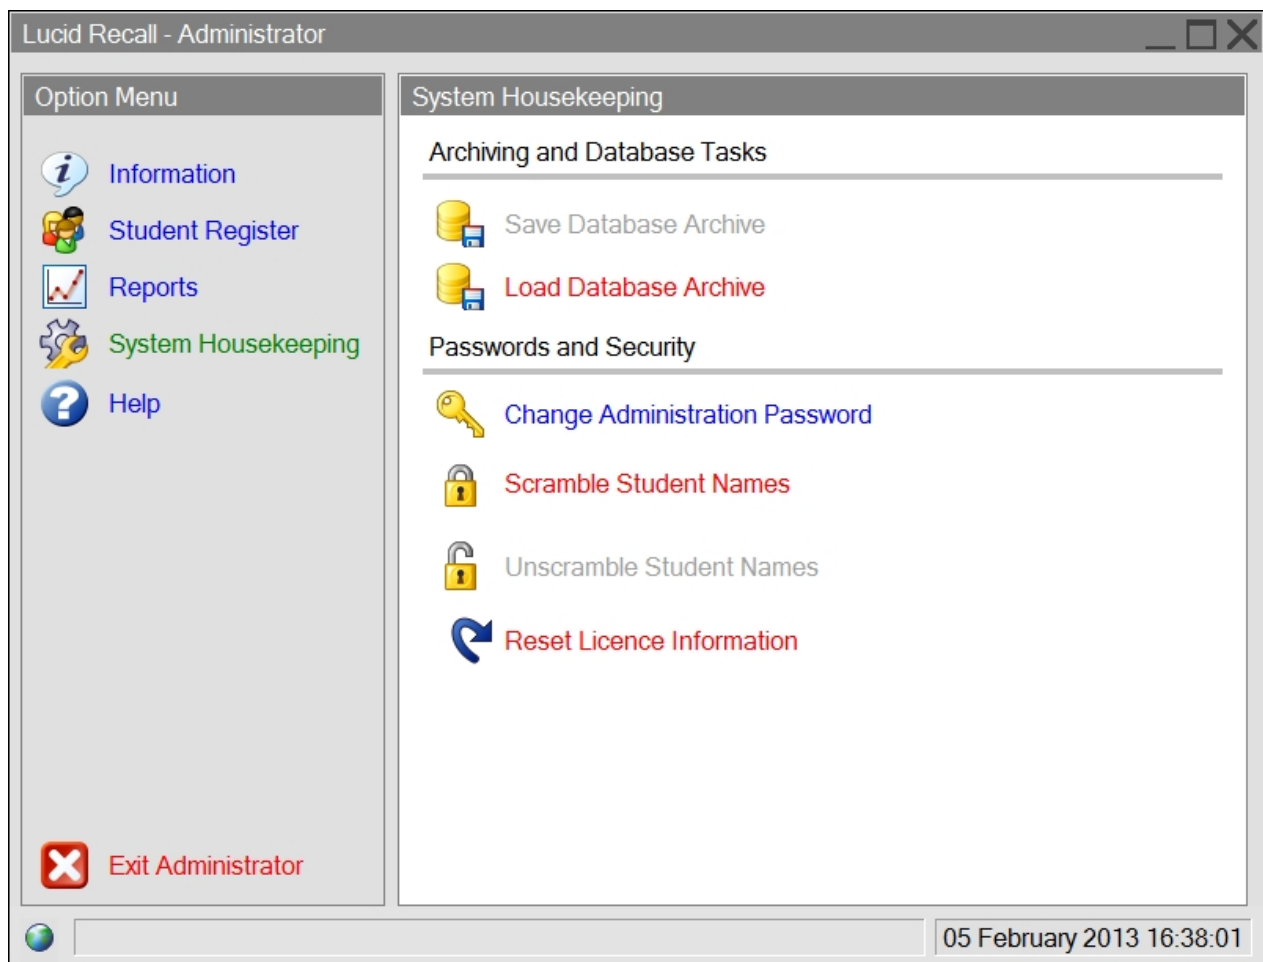 Lucid Recall - Administrator
Option Menu
Information
Student Register
Reports
System Housekeeping
Help
Exit Administrator
System Housekeeping
Archiving and Database Tasks
Save Database Archive
Load Database Archive
Passwords and Security
Change Administration Password
Scramble Student Names
Unscramble Student Names
Reset Licence Information
05 February 2013 16:38:01